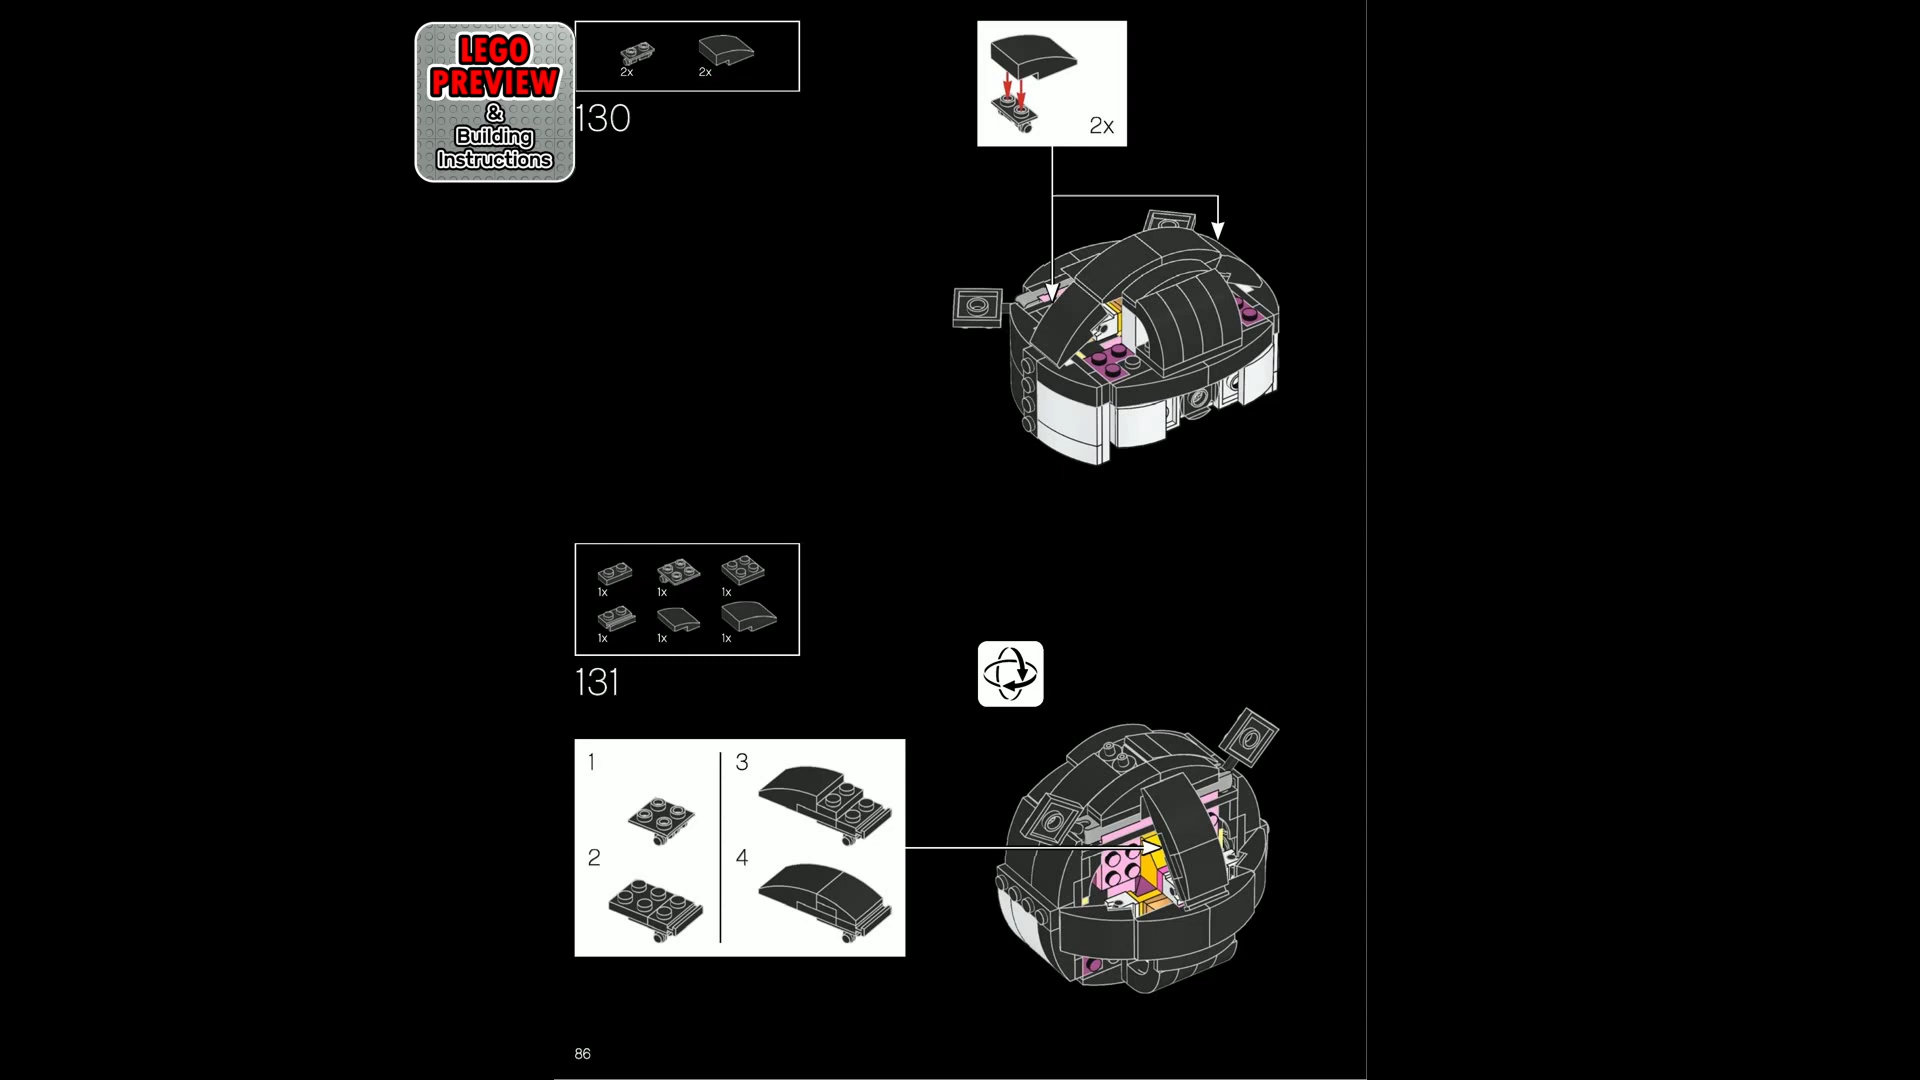 LEGO
PREVIEW
&
Building
Instructions
2x 2x
130
2x
1x 1x 1x
1x 1x 1x
131
1 3
2 4
86